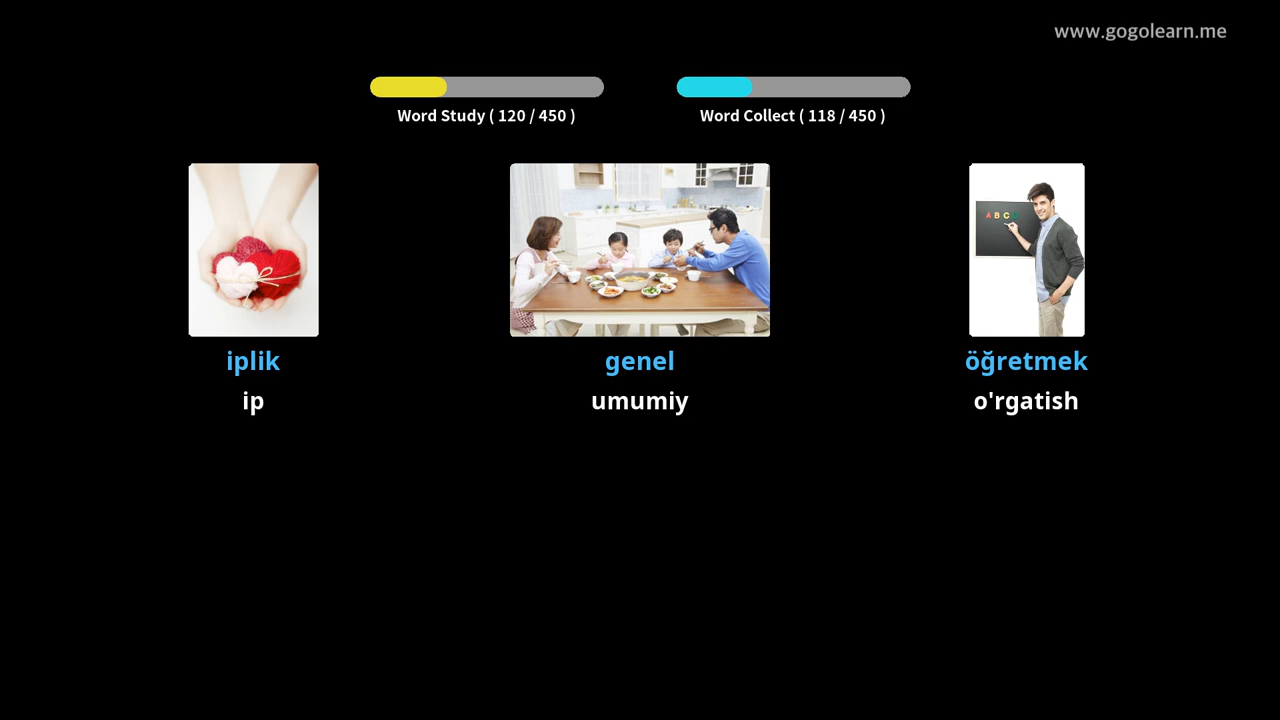 www.gogolearn.me
Word Study ( 120 / 450 )
Word Collect ( 118 / 450 )
A B C
iplik
genel
öğretmek
ip
umumiy
o'rgatish